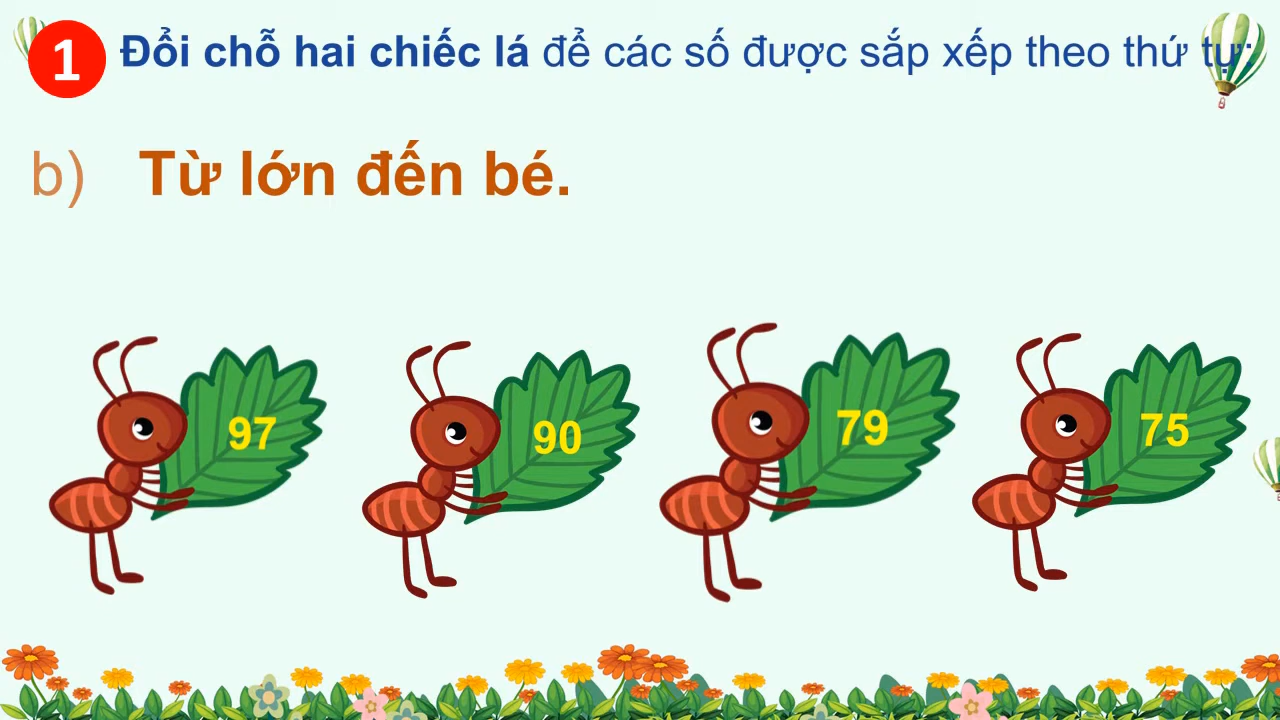 1 Đổi chỗ hai chiếc lá để các số được sắp xếp theo thứ tự:
b) Từ lớn đến bé.
97 90 79 75